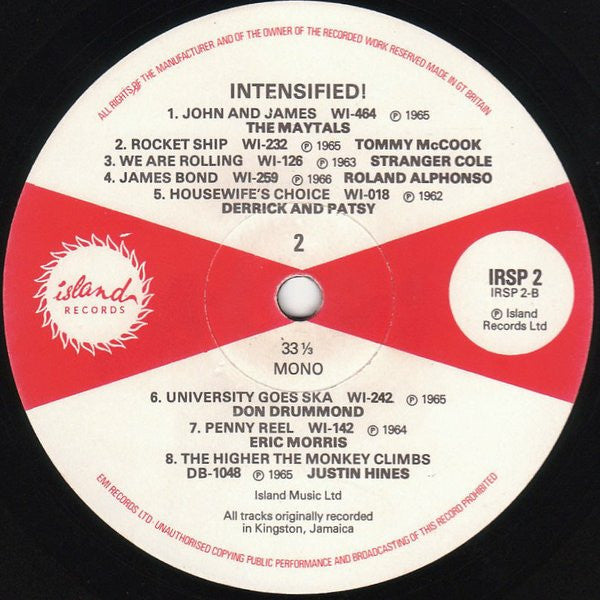 ALL RIGHTS OF THE MANUFACTURER AND OF THE OWNER OF THE RECORDED WORK RESERVED MADE IN GT BRITAIN
INTENSIFIED!
1. JOHN AND JAMES WI-464 ℗ 1965
THE MAYTALS
2. ROCKET SHIP WI-232 ℗ 1965 TOMMY McCOOK
3. WE ARE ROLLING WI-126 ℗ 1963 STRANGER COLE
4. JAMES BOND WI-259 ℗ 1966 ROLAND ALPHONSO
5. HOUSEWIFE'S CHOICE WI-018 ℗ 1962
DERRICK AND PATSY
2
island
RECORDS
IRSP 2
IRSP 2-B
℗ Island
Records Ltd
33 ⅓
MONO
6. UNIVERSITY GOES SKA WI-242 ℗ 1965
DON DRUMMOND
7. PENNY REEL WI-142 ℗ 1964
ERIC MORRIS
8. THE HIGHER THE MONKEY CLIMBS
DB-1048 ℗ 1965 JUSTIN HINES
Island Music Ltd
All tracks originally recorded
in Kingston, Jamaica
EMI RECORDS LTD. UNAUTHORISED COPYING PUBLIC PERFORMANCE AND BROADCASTING OF THIS RECORD PROHIBITED